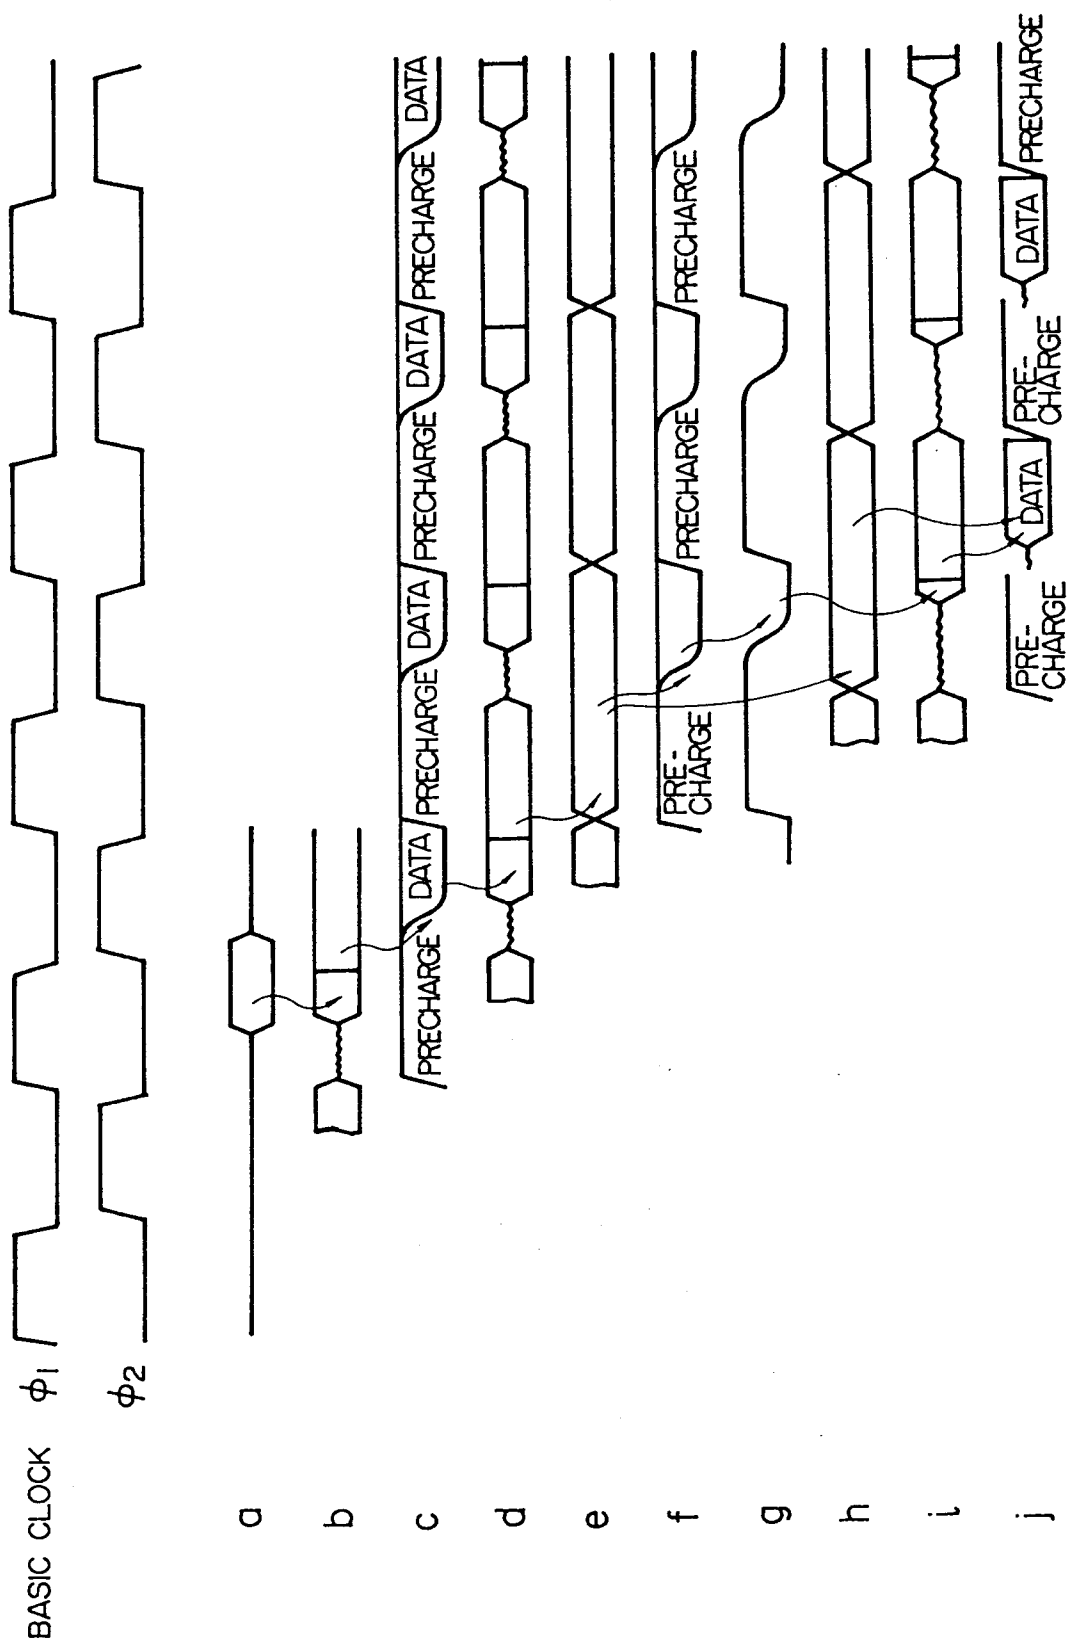 BASIC CLOCK ϕ1
ϕ2
a
b
c PRECHARGE DATA PRECHARGE DATA PRECHARGE DATA PRECHARGE DATA
d
e
f PRE-
CHARGE PRECHARGE PRECHARGE
g
h
i
j PRE-
CHARGE DATA PRE-
CHARGE DATA PRECHARGE